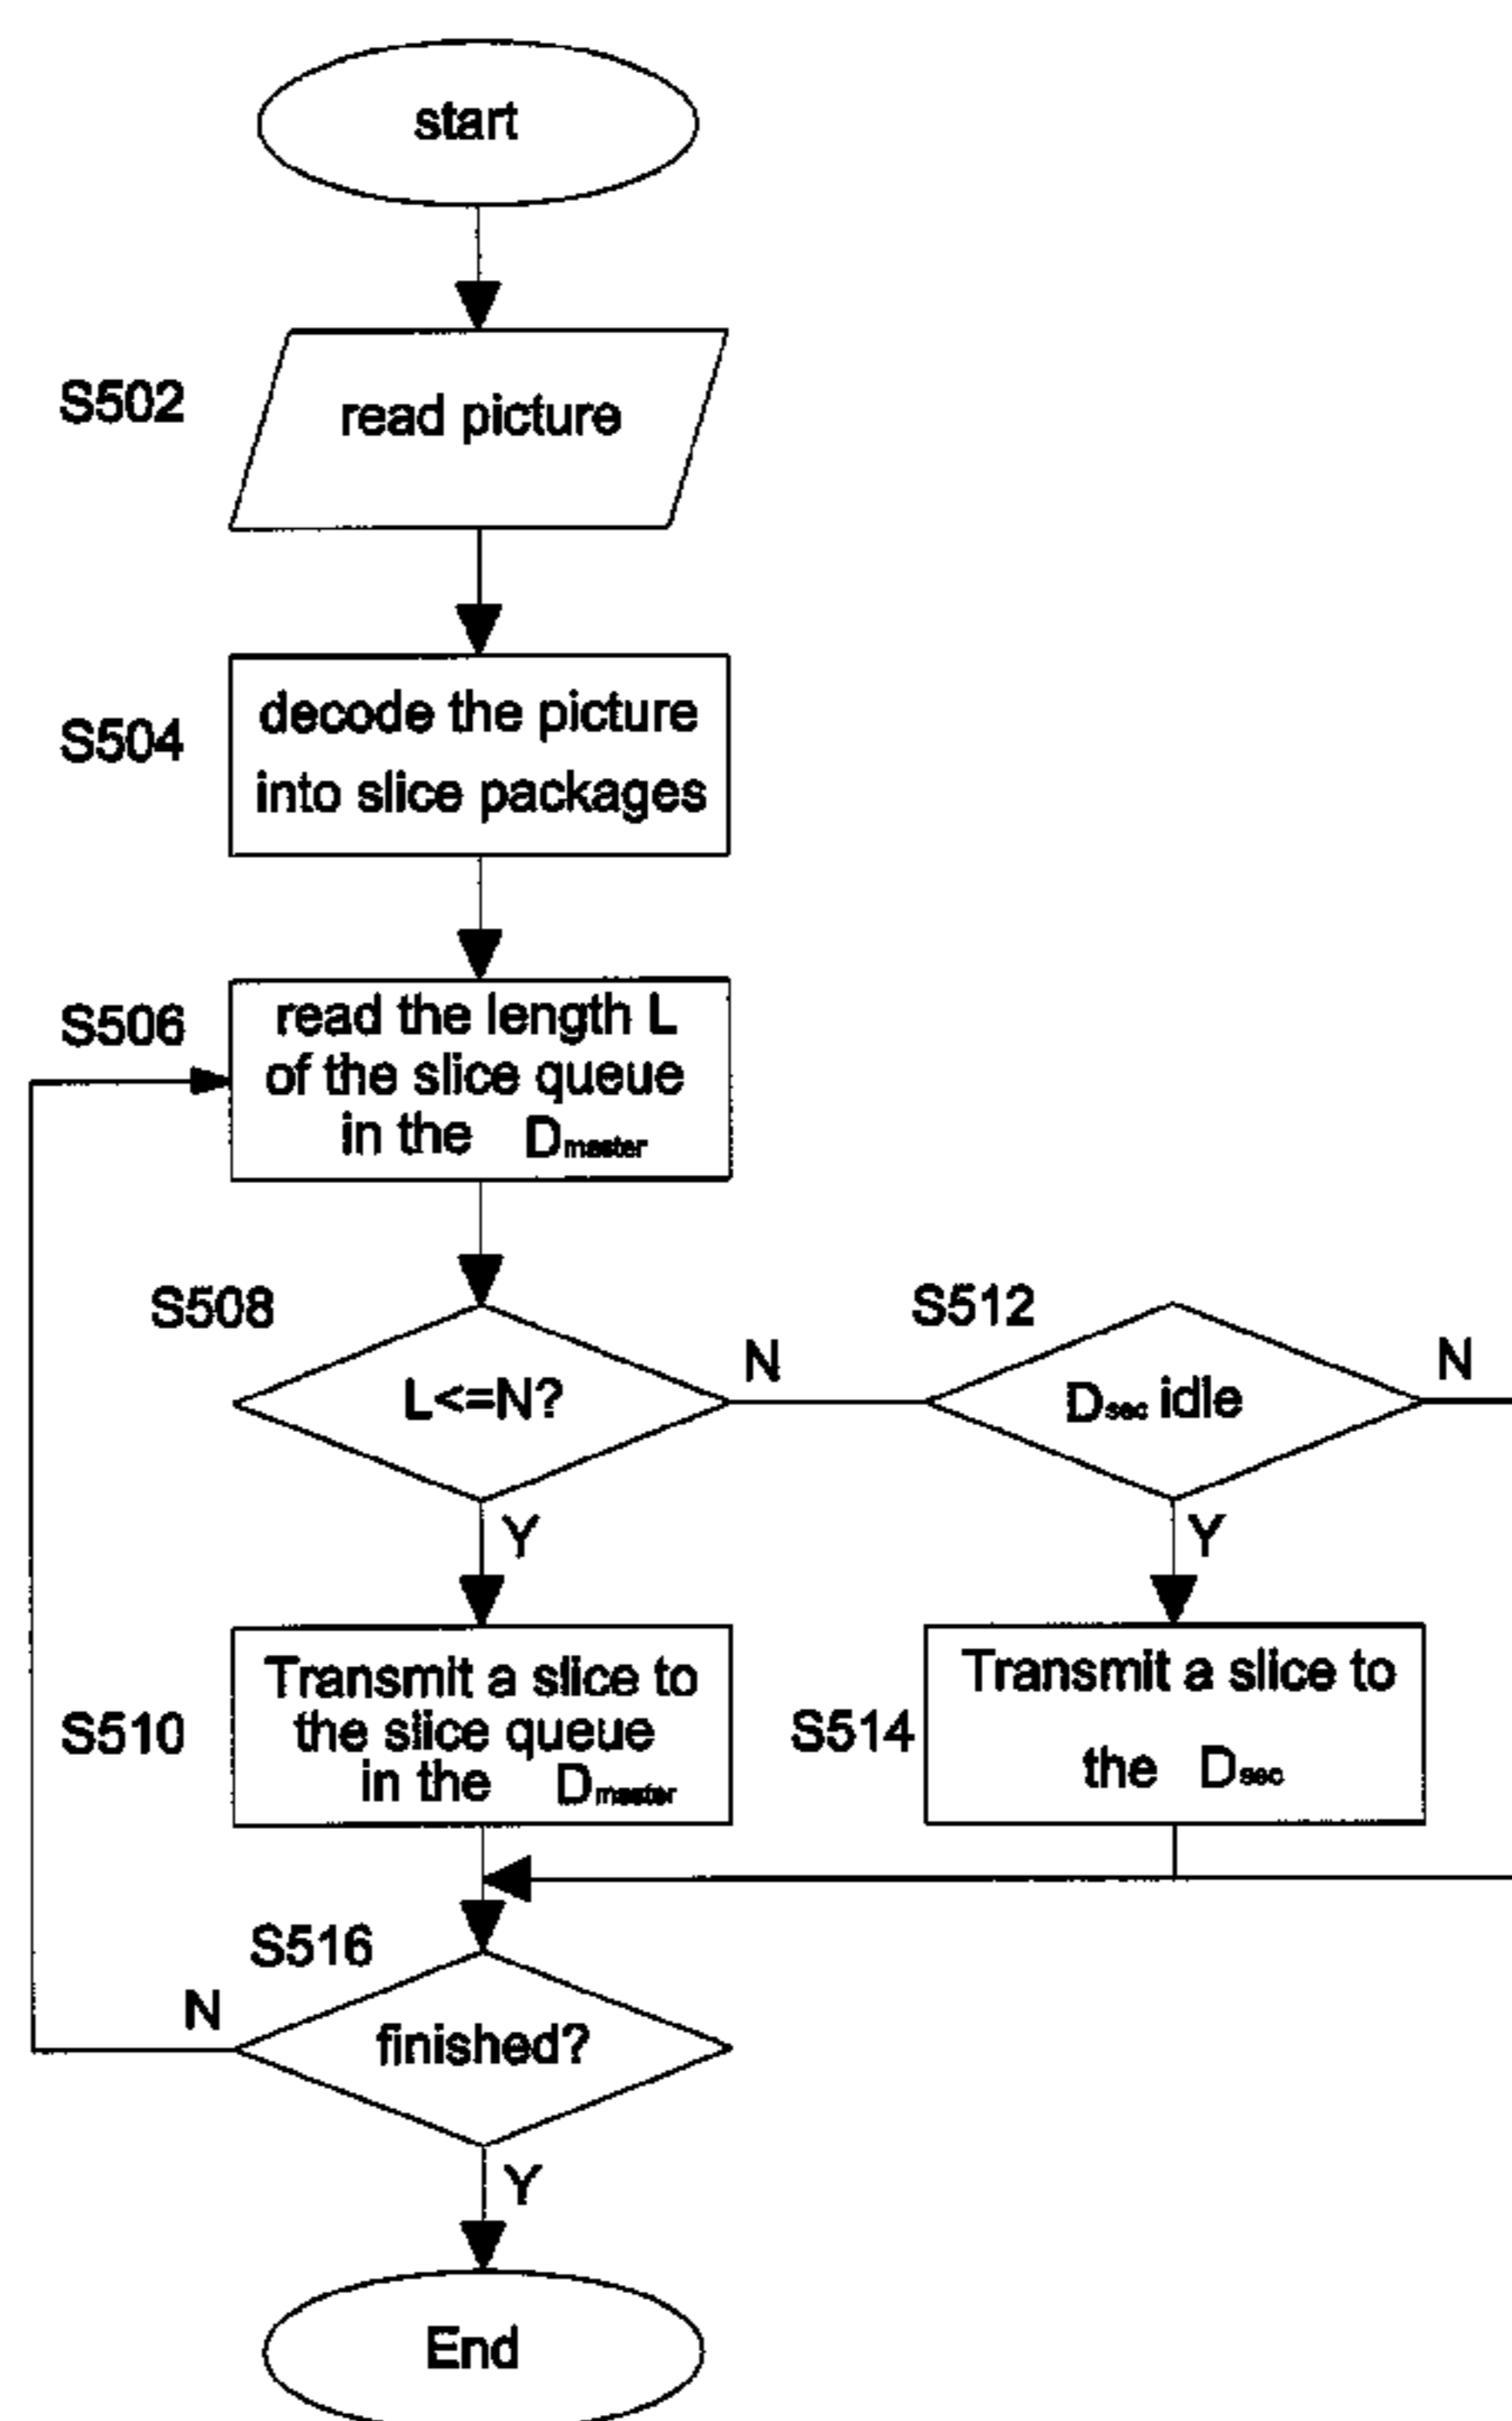 start
S502
read picture
S504
decode the picture
into slice packages
S506
read the length L
of the slice queue
in the Dmaster
S508
L<=N?
N
S512
Dsec idle
N
Y
Y
S510
Transmit a slice to
the slice queue
in the Dmaster
S514
Transmit a slice to
the Dsec
S516
N
finished?
Y
End